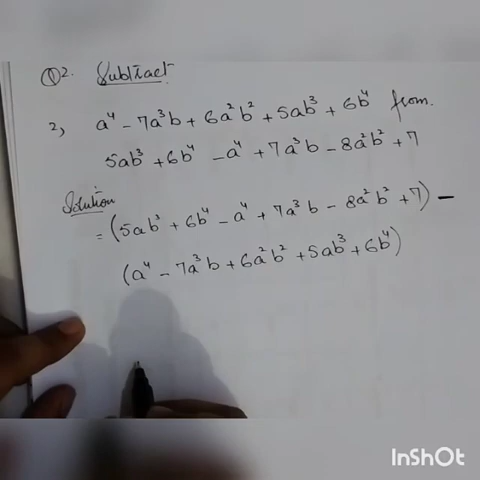 Q2. Subtract
2, a⁴ - 7a³b + 6a²b² + 5ab³ + 6b⁴ from.
5ab³ + 6b⁴ - a⁴ + 7a³b - 8a²b² + 7
Solution
= (5ab³ + 6b⁴ - a⁴ + 7a³b - 8a²b² + 7) -
(a⁴ - 7a³b + 6a²b² + 5ab³ + 6b⁴)
InShOt